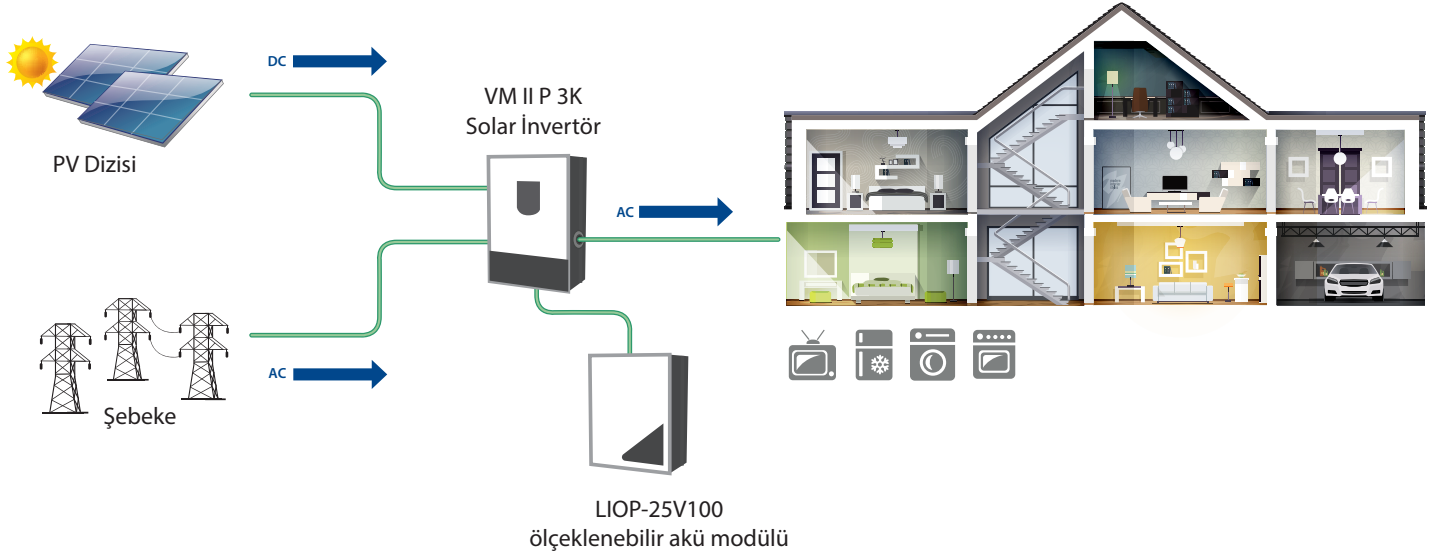 DC
PV Dizisi
VM II P 3K
Solar İnvertör
AC
AC
Şebeke
LIOP-25V100
ölçeklenebilir akü modülü